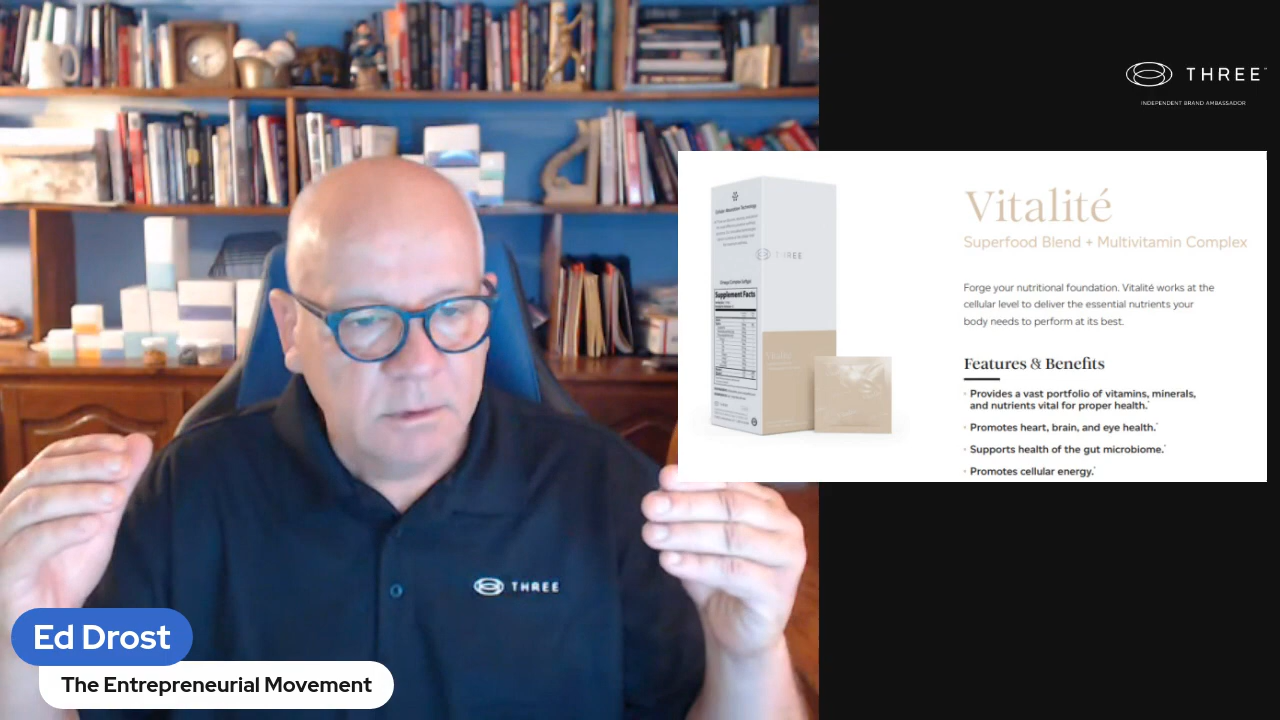 THREE
INDEPENDENT BRAND AMBASSADOR
THREE
Supplement Facts
Vitalité
Superfood Blend + Multivitamin Complex
Forge your nutritional foundation. Vitalité works at the
cellular level to deliver the essential nutrients your
body needs to perform at its best.
Features & Benefits
Provides a vast portfolio of vitamins, minerals,
and nutrients vital for proper health.*
Promotes heart, brain, and eye health.*
Supports health of the gut microbiome.*
Promotes cellular energy.*
THREE
Ed Drost
The Entrepreneurial Movement